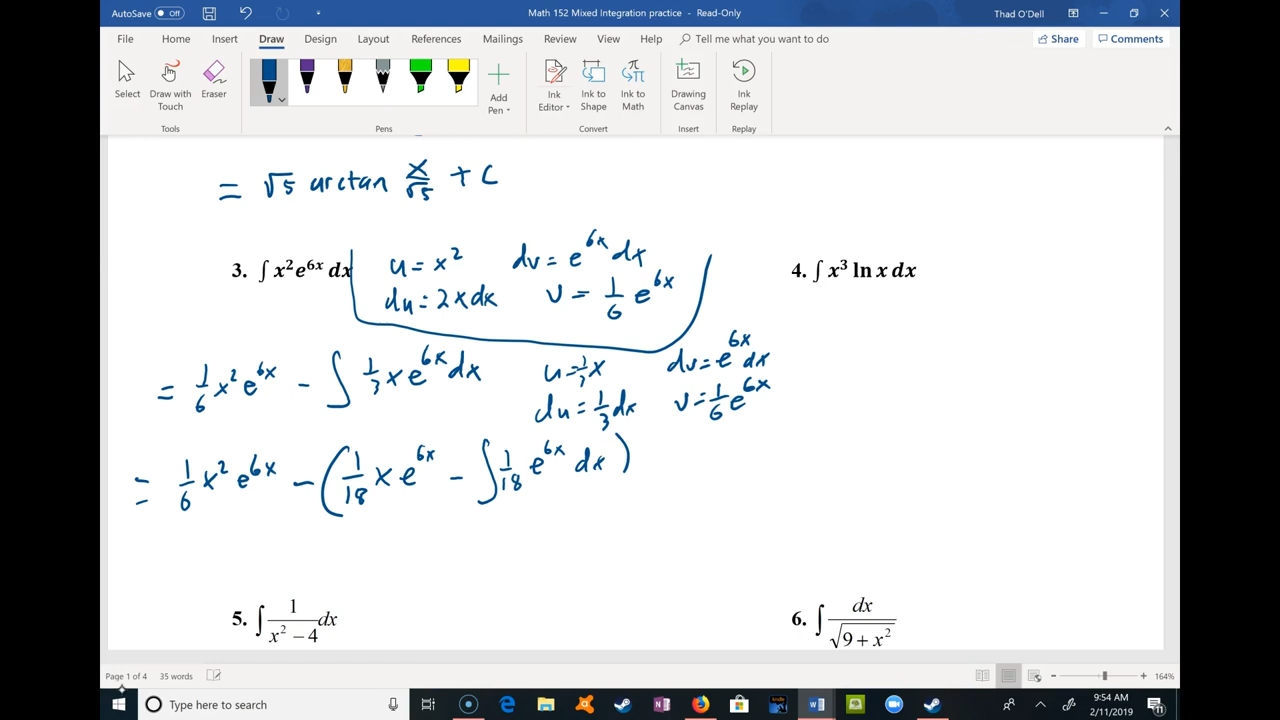 AutoSave Off
Math 152 Mixed Integration practice - Read-Only
Thad O'Dell
File Home Insert Draw Design Layout References Mailings Review View Help Tell me what you want to do
Share Comments
Select Draw with Touch Eraser
Add Pen
Ink Editor Ink to Shape Ink to Math Drawing Canvas Ink Replay
Tools Pens Convert Insert Replay
= √5 arctan x/√5 + C
3. ∫ x² e^{6x} dx
u = x² dv = e^{6x} dx
du = 2x dx v = 1/6 e^{6x}
4. ∫ x³ ln x dx
= 1/6 x² e^{6x} - ∫ 1/3 x e^{6x} dx
u = 1/3 x dv = e^{6x} dx
du = 1/3 dx v = 1/6 e^{6x}
= 1/6 x² e^{6x} - ( 1/18 x e^{6x} - ∫ 1/18 e^{6x} dx )
5. ∫ 1/(x² - 4) dx
6. ∫ dx/√(9 + x²)
Page 1 of 4 35 words
164%
Type here to search
9:54 AM
2/11/2019
11